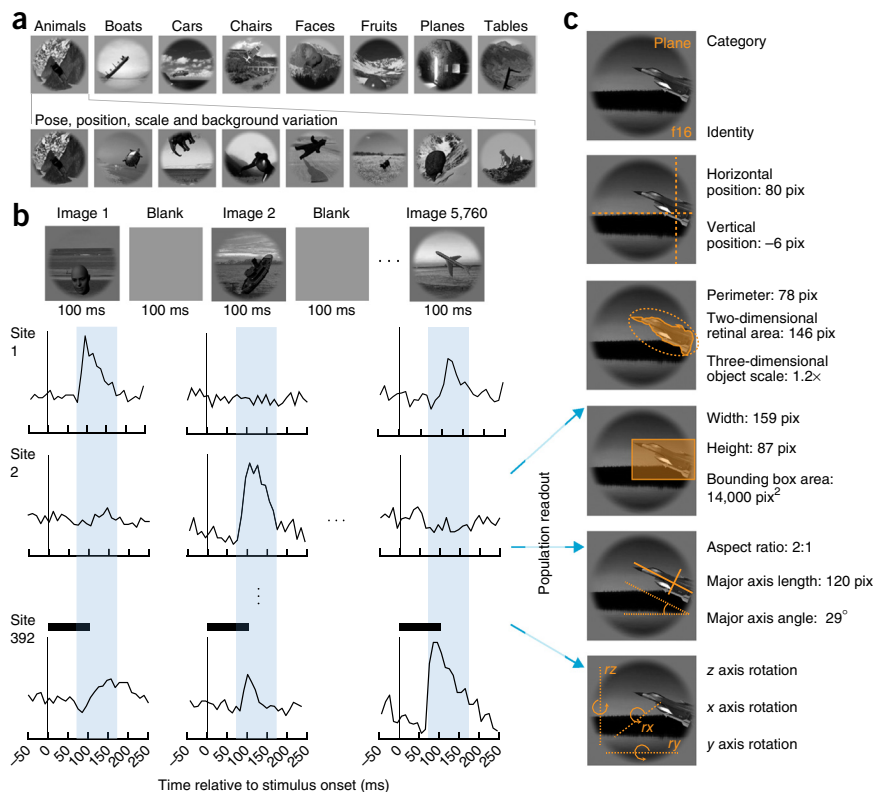 a
Animals Boats Cars Chairs Faces Fruits Planes Tables
Pose, position, scale and background variation
b
Image 1 Blank Image 2 Blank Image 5,760
. . .
100 ms 100 ms 100 ms 100 ms 100 ms
Site
1
Site
2
. . .
. . .
Site
392
–50 0 50 100 150 200 250 –50 0 50 100 150 200 250 –50 0 50 100 150 200 250
Time relative to stimulus onset (ms)
Population readout
c
Plane
Category
f16
Identity
Horizontal
position: 80 pix
Vertical
position: –6 pix
Perimeter: 78 pix
Two-dimensional
retinal area: 146 pix
Three-dimensional
object scale: 1.2×
Width: 159 pix
Height: 87 pix
Bounding box area:
14,000 pix²
Aspect ratio: 2:1
Major axis length: 120 pix
Major axis angle: 29°
rz
z axis rotation
rx
x axis rotation
ry
y axis rotation